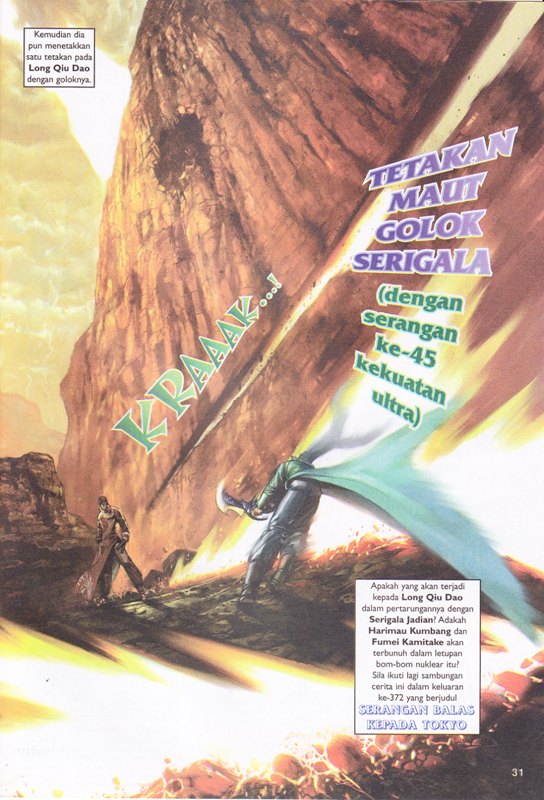 Kemudian dia
pun menetakkan
satu tetakan pada
Long Qiu Dao
dengan goloknya.
TETAKAN
MAUT
GOLOK
SERIGALA
(dengan
serangan
ke-45
kekuatan
ultra)
KRAAAK...!
Apakah yang akan terjadi
kepada Long Qiu Dao
dalam pertarungannya dengan
Serigala Jadian? Adakah
Harimau Kumbang dan
Fumei Kamitake akan
terbunuh dalam letupan
bom-bom nuklear itu?
Sila ikuti lagi sambungan
cerita ini dalam keluaran
ke-372 yang berjudul
SERANGAN BALAS
KEPADA TOKYO
31